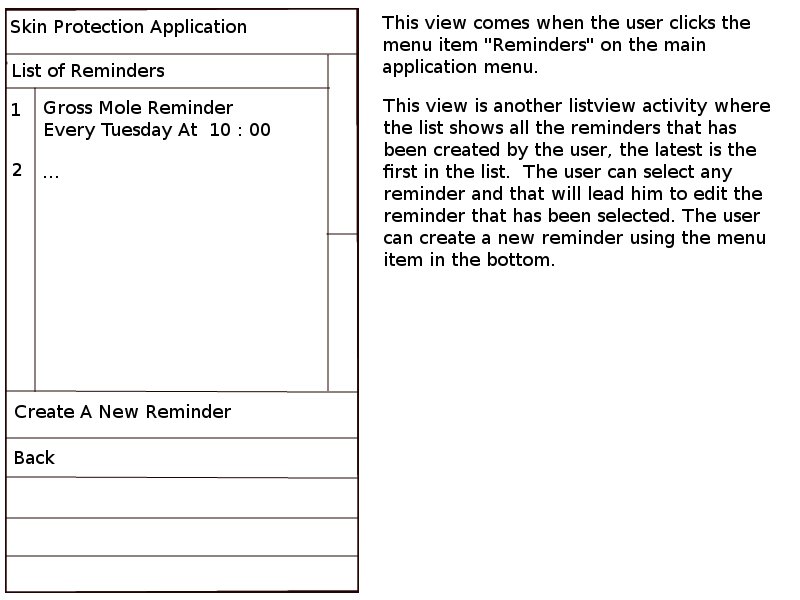 Skin Protection Application
List of Reminders
1 Gross Mole Reminder
Every Tuesday At  10 : 00
2 ...
Create A New Reminder
Back
This view comes when the user clicks the
menu item "Reminders" on the main
application menu.
This view is another listview activity where
the list shows all the reminders that has
been created by the user, the latest is the
first in the list.  The user can select any
reminder and that will lead him to edit the
reminder that has been selected. The user
can create a new reminder using the menu
item in the bottom.